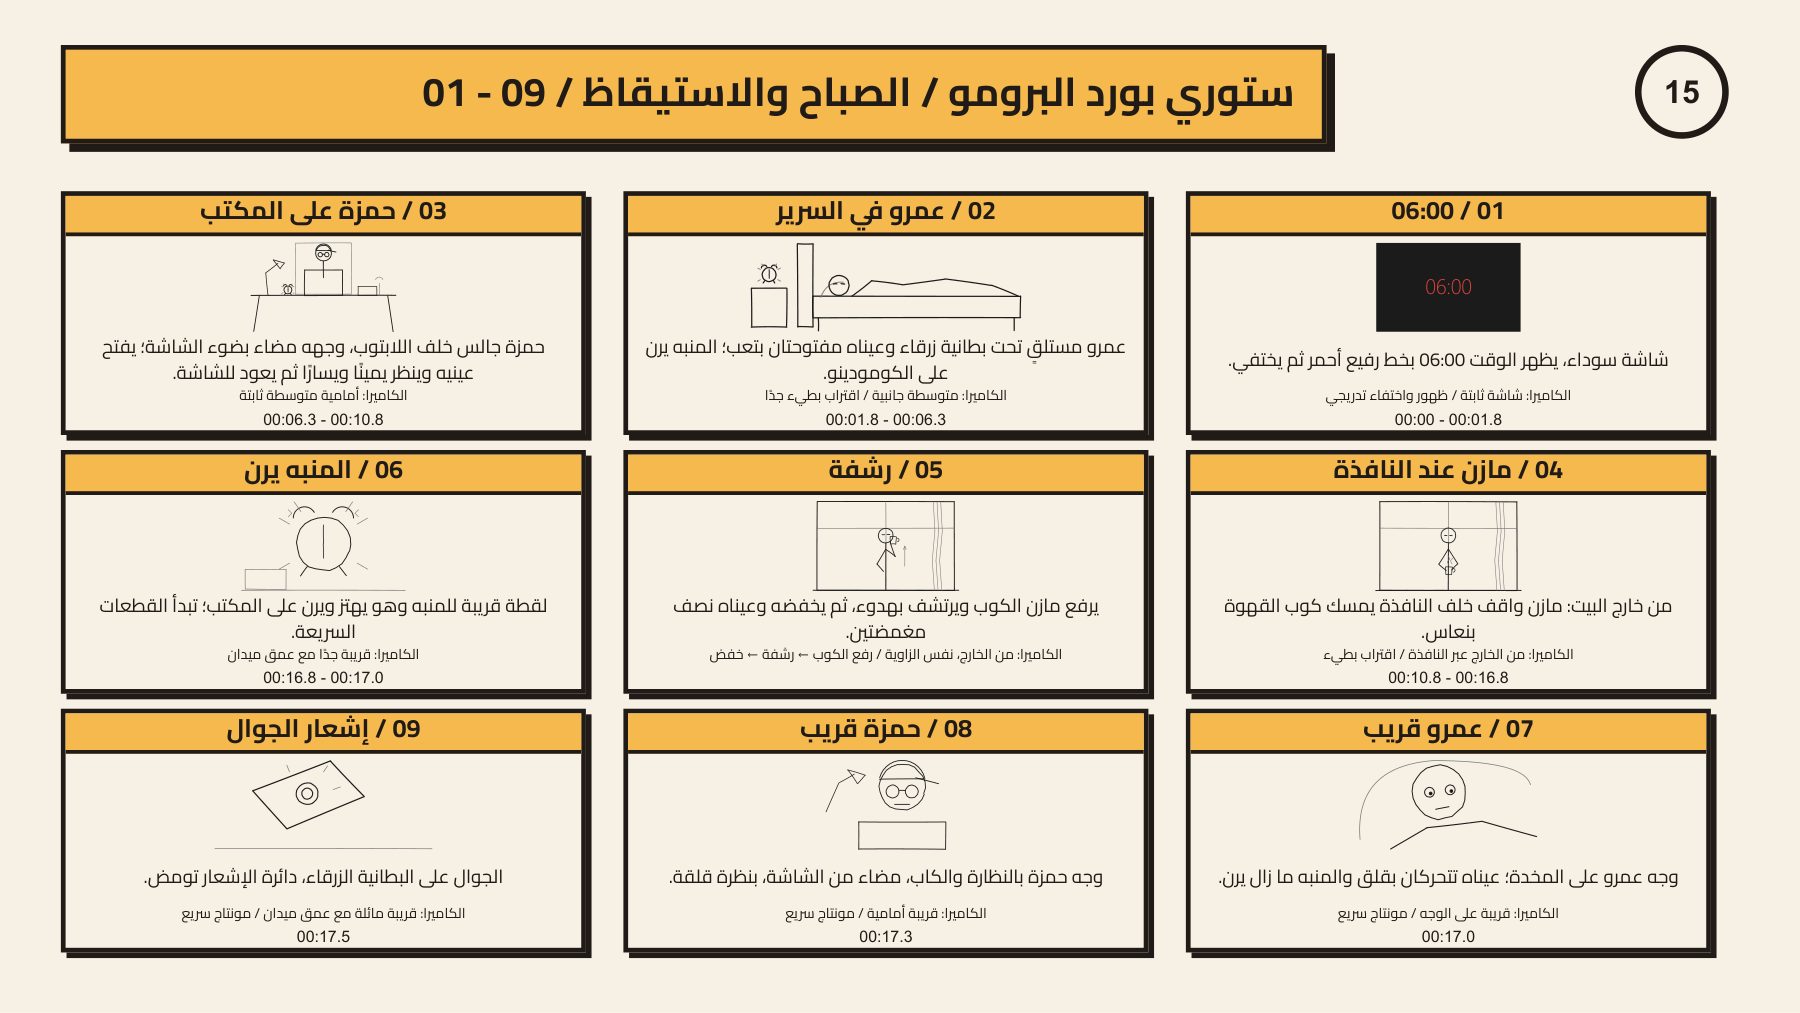 ستوري بورد البرومو / الصباح والاستيقاظ / 09 - 01
15
01 / 06:00
06:00
شاشة سوداء، يظهر الوقت 06:00 بخط رفيع أحمر ثم يختفي.
الكاميرا: شاشة ثابتة / ظهور واختفاء تدريجي
00:00 - 00:01.8
02 / عمرو في السرير
عمرو مستلقٍ تحت بطانية زرقاء وعيناه مفتوحتان بتعب؛ المنبه يرن
على الكومودينو.
الكاميرا: متوسطة جانبية / اقتراب بطيء جدًا
00:01.8 - 00:06.3
03 / حمزة على المكتب
حمزة جالس خلف اللابتوب، وجهه مضاء بضوء الشاشة؛ يفتح
عينيه وينظر يمينًا ويسارًا ثم يعود للشاشة.
الكاميرا: أمامية متوسطة ثابتة
00:06.3 - 00:10.8
04 / مازن عند النافذة
من خارج البيت: مازن واقف خلف النافذة يمسك كوب القهوة
بنعاس.
الكاميرا: من الخارج عبر النافذة / اقتراب بطيء
00:10.8 - 00:16.8
05 / رشفة
يرفع مازن الكوب ويرتشف بهدوء، ثم يخفضه وعيناه نصف
مغمضتين.
الكاميرا: من الخارج، نفس الزاوية / رفع الكوب ← رشفة ← خفض
06 / المنبه يرن
لقطة قريبة للمنبه وهو يهتز ويرن على المكتب؛ تبدأ القطعات
السريعة.
الكاميرا: قريبة جدًا مع عمق ميدان
00:16.8 - 00:17.0
07 / عمرو قريب
وجه عمرو على المخدة؛ عيناه تتحركان بقلق والمنبه ما زال يرن.
الكاميرا: قريبة على الوجه / مونتاج سريع
00:17.0
08 / حمزة قريب
وجه حمزة بالنظارة والكاب، مضاء من الشاشة، بنظرة قلقة.
الكاميرا: قريبة أمامية / مونتاج سريع
00:17.3
09 / إشعار الجوال
الجوال على البطانية الزرقاء، دائرة الإشعار تومض.
الكاميرا: قريبة مائلة مع عمق ميدان / مونتاج سريع
00:17.5